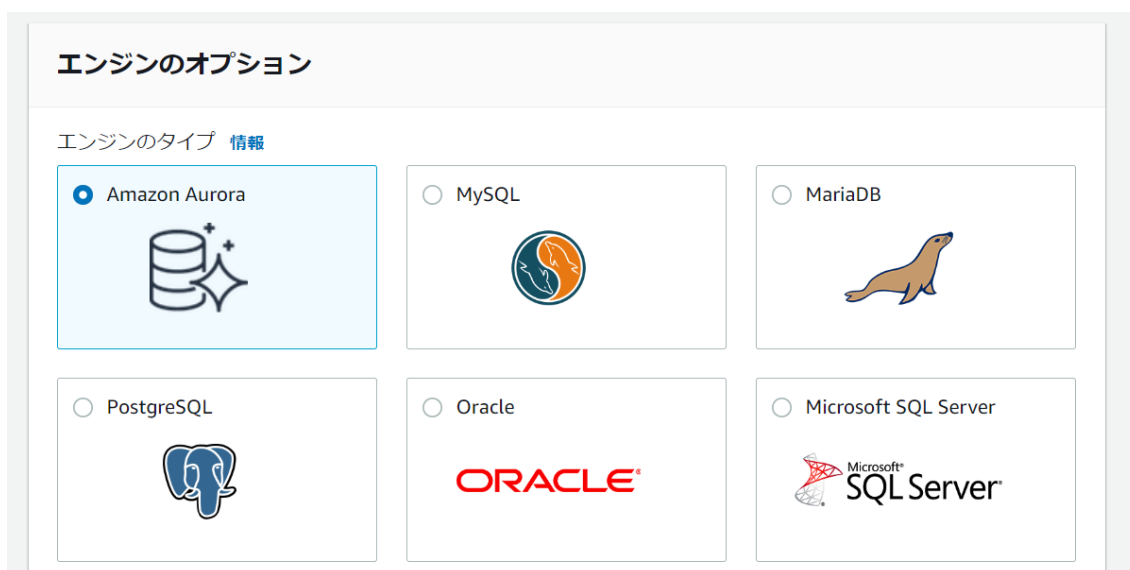 エンジンのオプション
エンジンのタイプ 情報
Amazon Aurora
MySQL
MariaDB
PostgreSQL
Oracle
Microsoft SQL Server
ORACLE
Microsoft
SQL Server